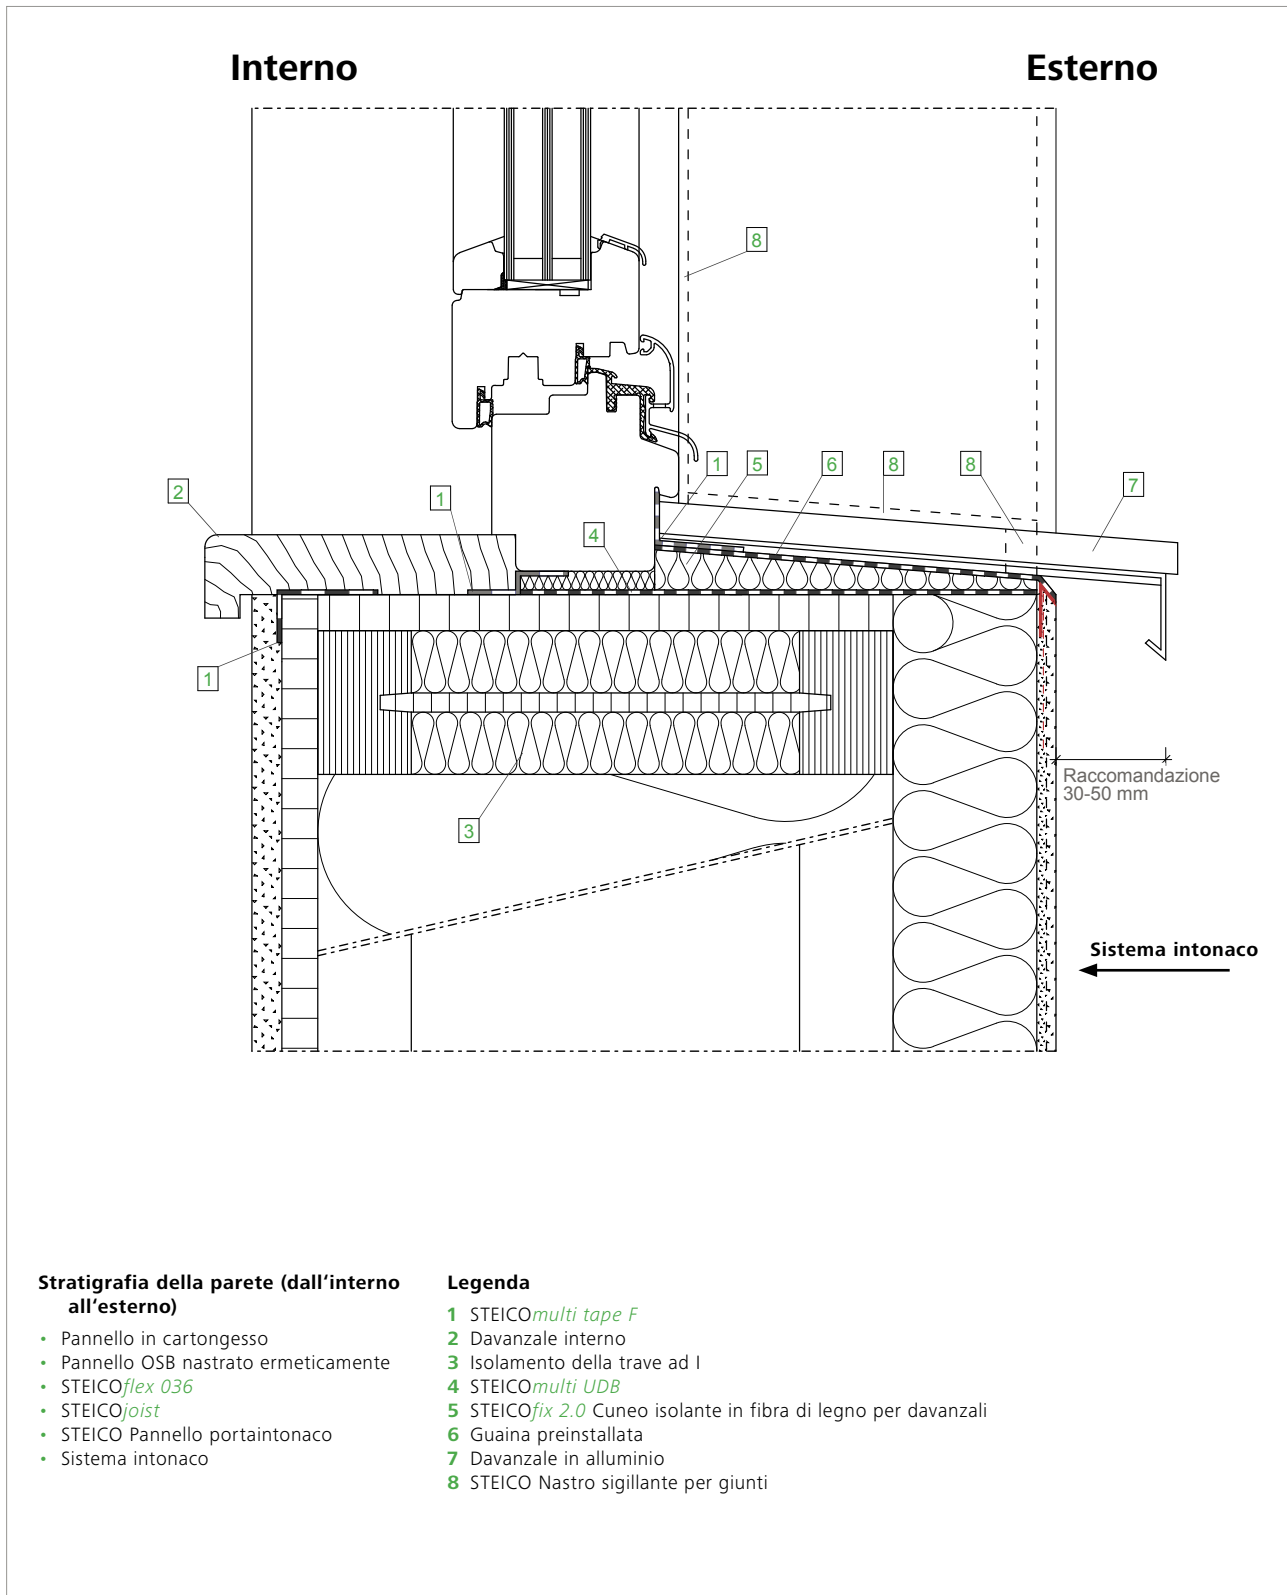 Interno
Esterno
8
1
5
6
8
8
7
2
1
4
1
3
Raccomandazione
30-50 mm
Sistema intonaco
Stratigrafia della parete (dall‘interno
all‘esterno)
• Pannello in cartongesso
• Pannello OSB nastrato ermeticamente
• STEICOflex 036
• STEICOjoist
• STEICO Pannello portaintonaco
• Sistema intonaco
Legenda
1 STEICOmulti tape F
2 Davanzale interno
3 Isolamento della trave ad I
4 STEICOmulti UDB
5 STEICOfix 2.0 Cuneo isolante in fibra di legno per davanzali
6 Guaina preinstallata
7 Davanzale in alluminio
8 STEICO Nastro sigillante per giunti